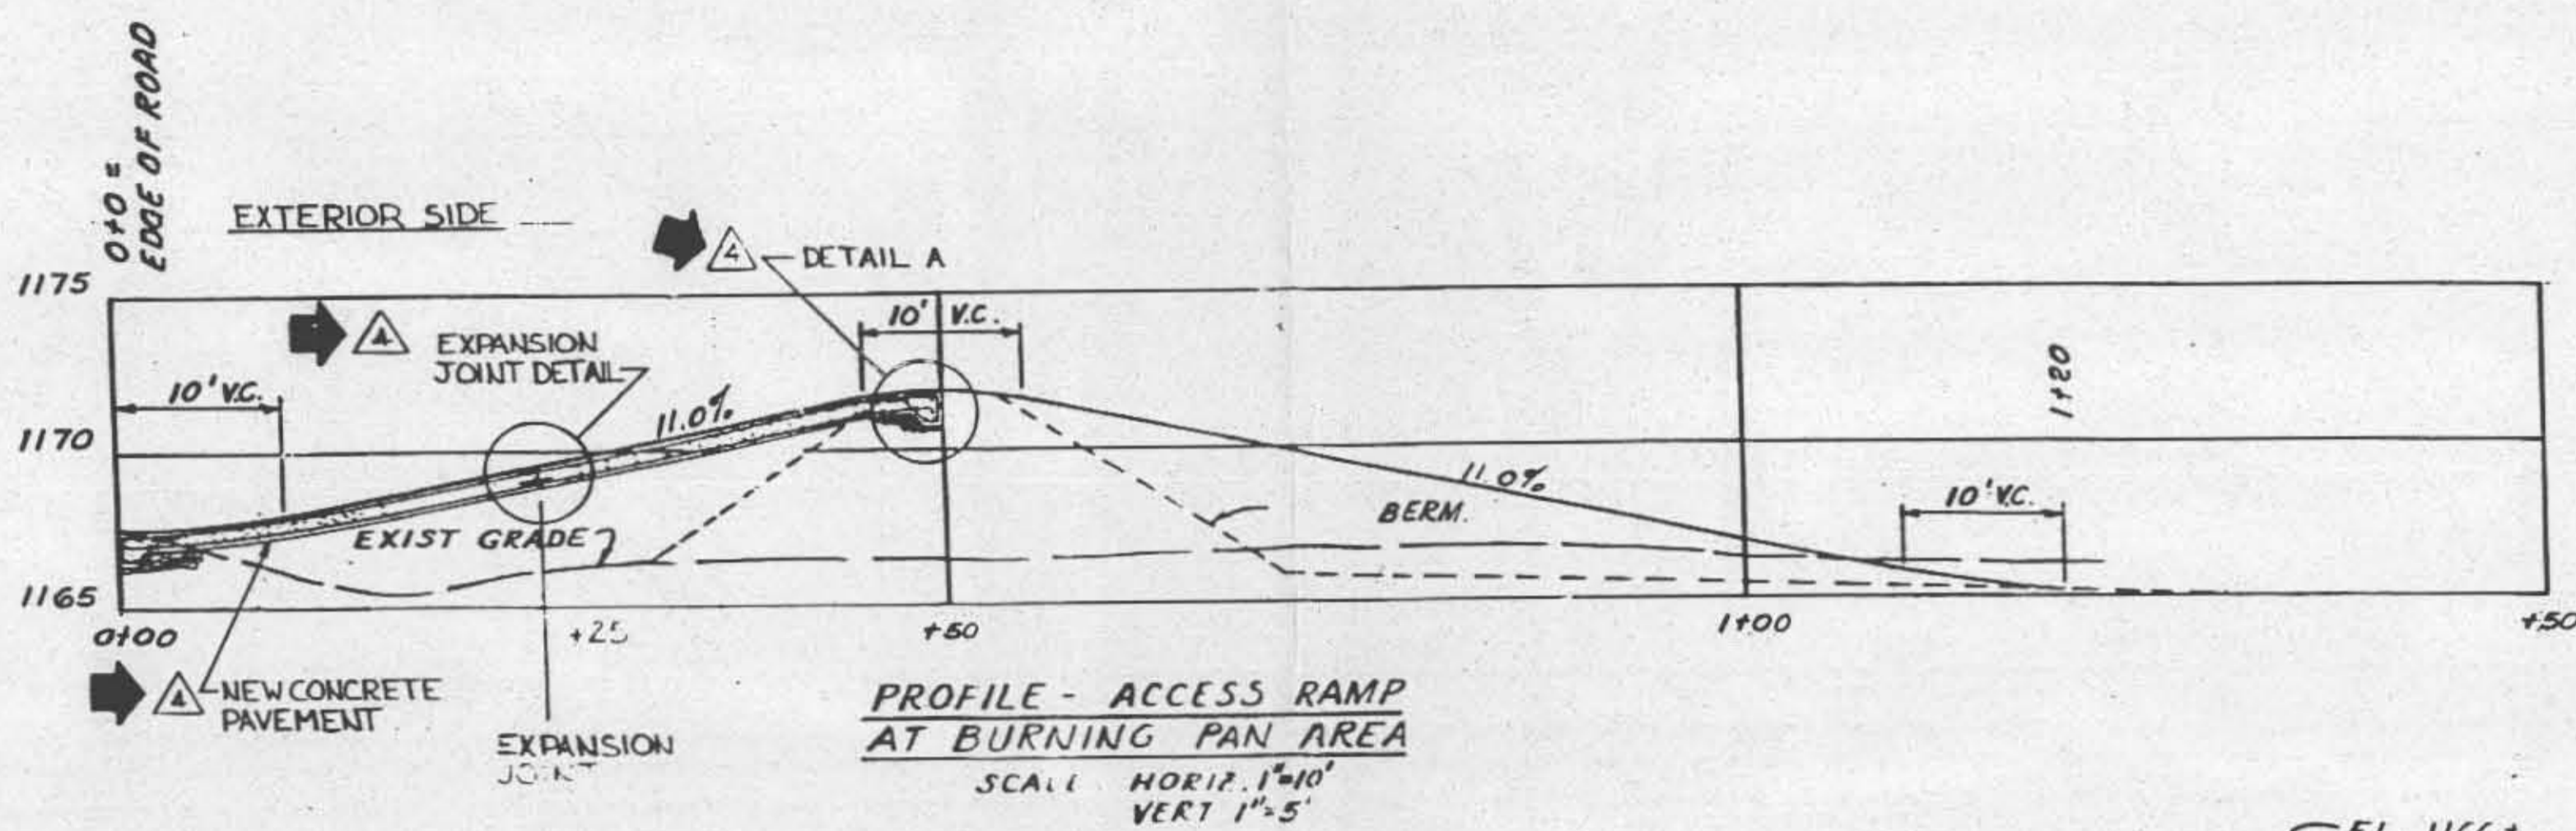 0+0 =
EDGE OF ROAD
EXTERIOR SIDE
4
DETAIL A
1175
10' V.C.
4
EXPANSION
JOINT DETAIL
1+20
10' V.C.
11.0%
1170
11.0%
10' V.C.
BERM.
EXIST GRADE
1165
0+00
+25
+50
1+00
+50
4
NEW CONCRETE
PAVEMENT
PROFILE - ACCESS RAMP
AT BURNING PAN AREA
EXPANSION
JOINT
SCALE HORIZ. 1"=10'
VERT 1"=5'